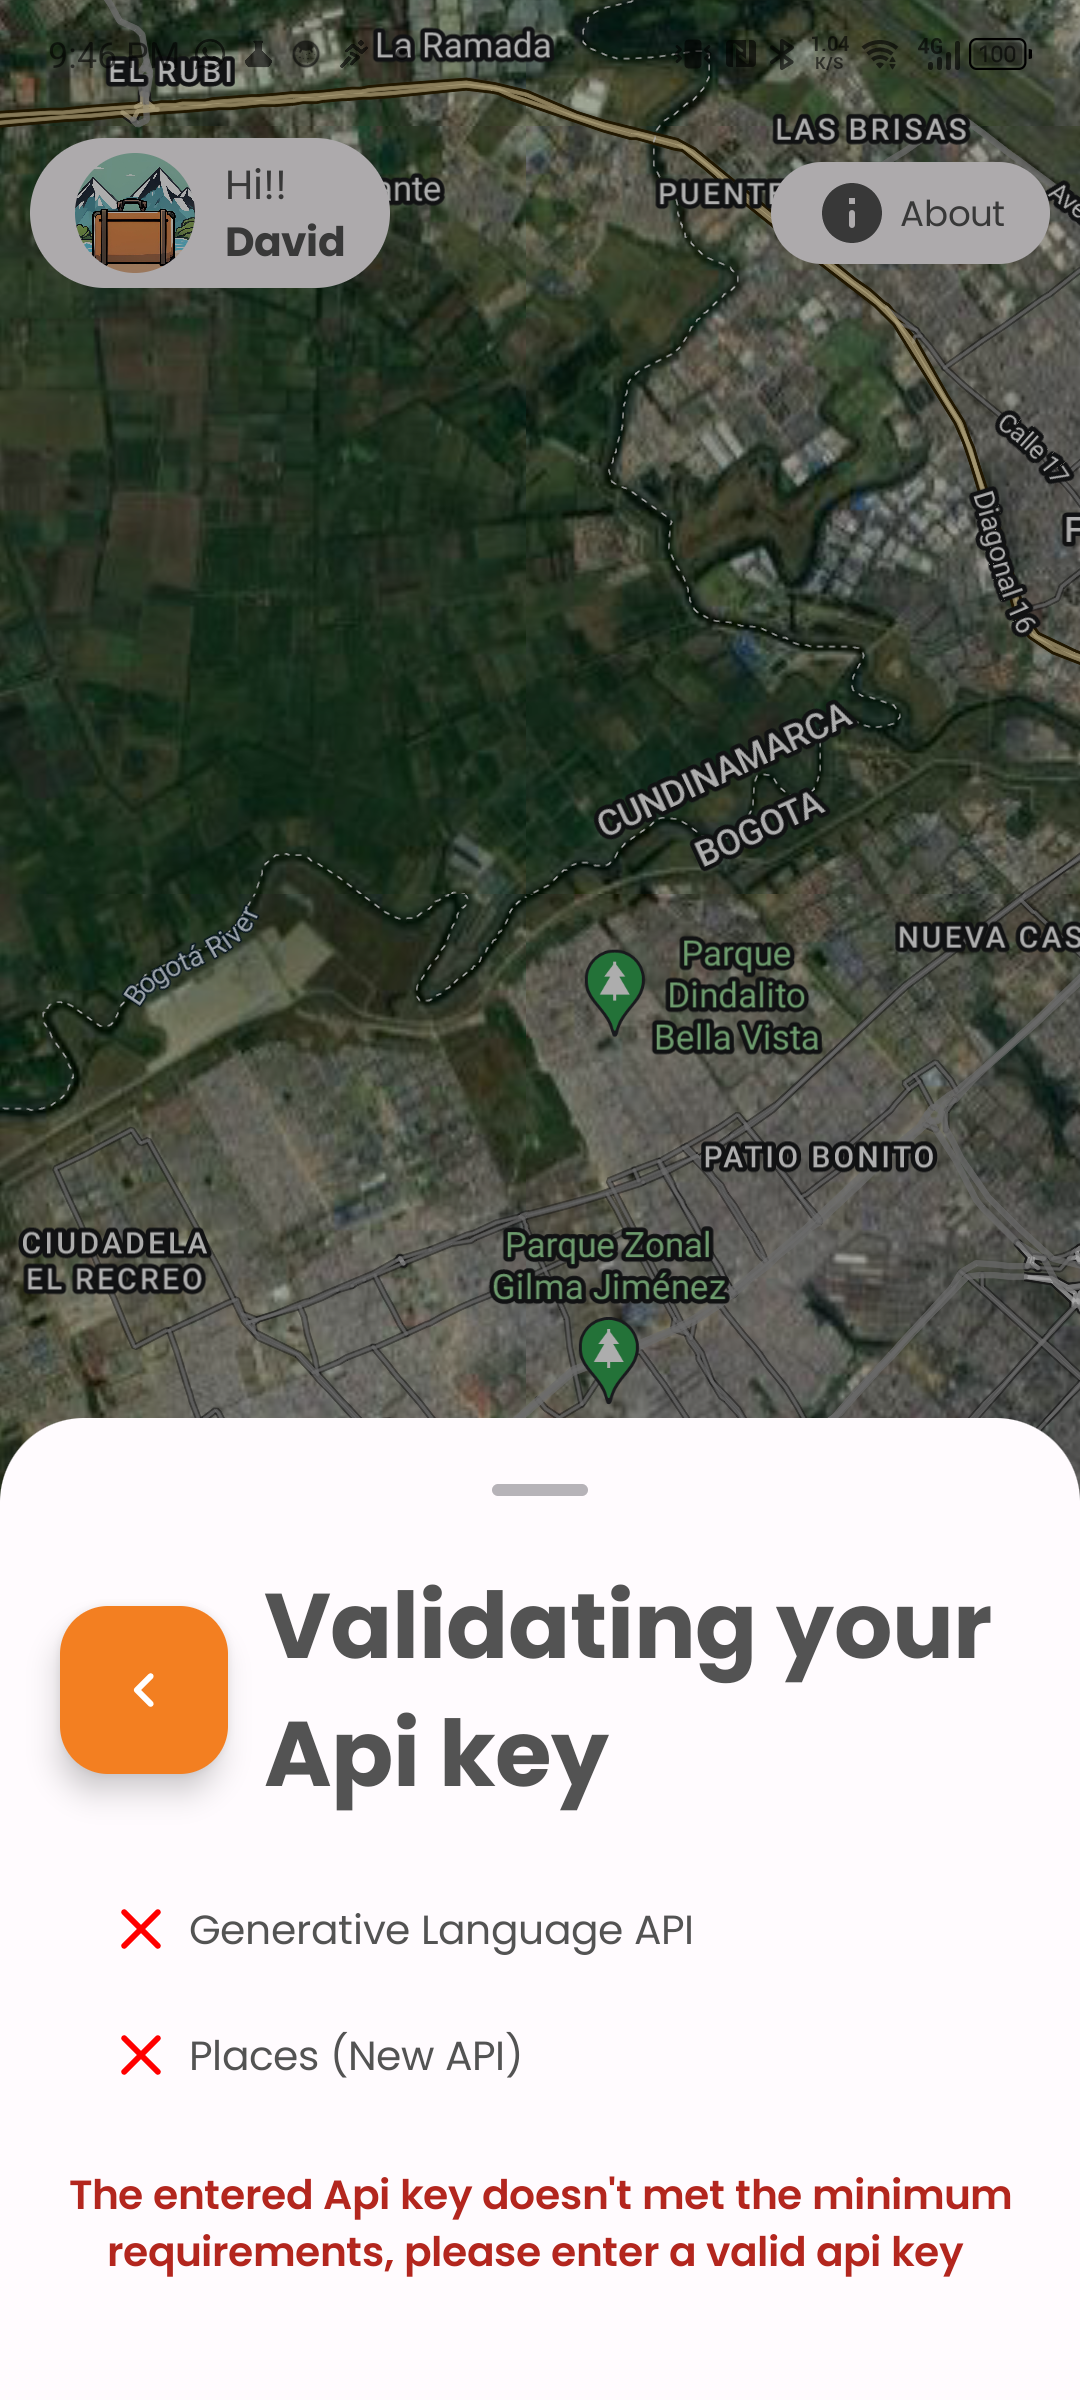 9:46 PM
1.04
K/S
4G
100
La Ramada
EL RUBI
LAS BRISAS
Hi!!
David
ante
PUENTE
About
Ave
Calle 17
Diagonal 16
F
CUNDINAMARCA
BOGOTA
Bogotá River
NUEVA CAS
Parque
Dindalito
Bella Vista
PATIO BONITO
CIUDADELA
EL RECREO
Parque Zonal
Gilma Jiménez
Validating your
Api key
Generative Language API
Places (New API)
The entered Api key doesn't met the minimum
requirements, please enter a valid api key